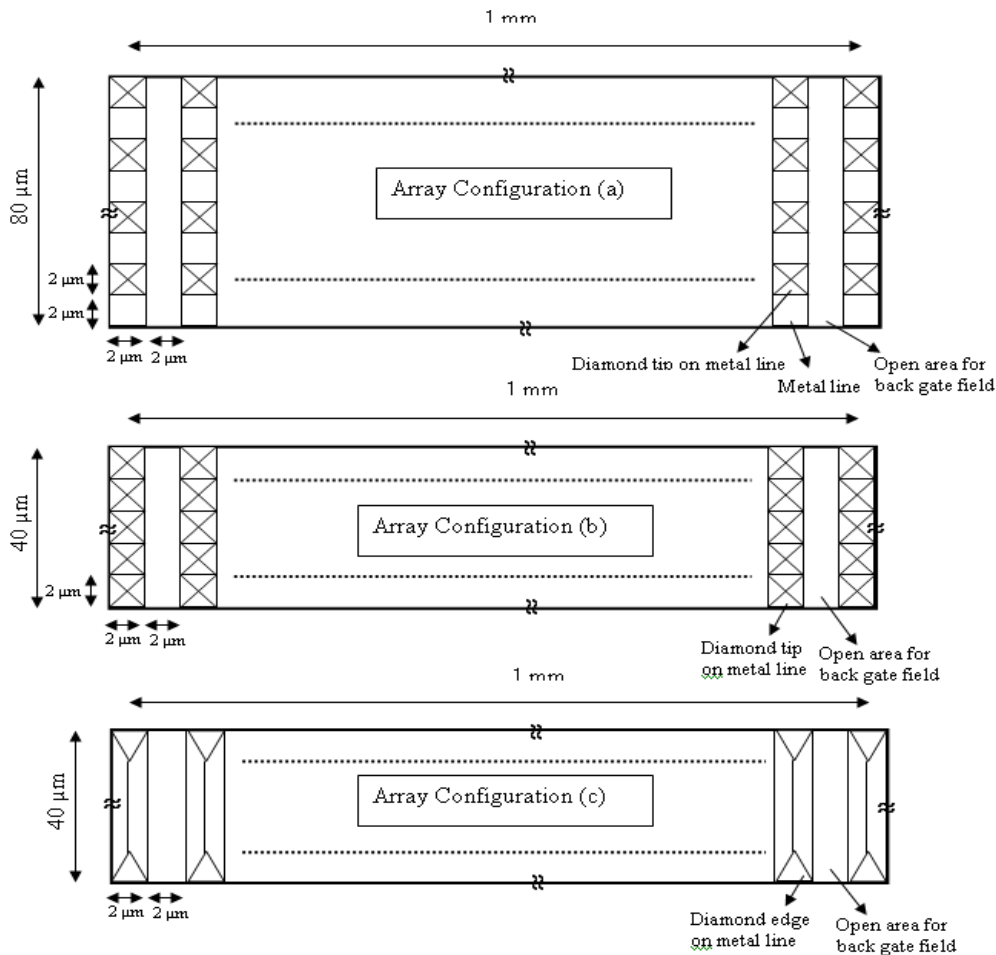 1 mm
80 μm
Array Configuration (a)
2 μm
2 μm
2 μm
2 μm
Diamond tip on metal line
Metal line
Open area for
back gate field
1 mm
40 μm
Array Configuration (b)
2 μm
2 μm
2 μm
Diamond tip
on metal line
Open area for
back gate field
1 mm
40 μm
Array Configuration (c)
2 μm
2 μm
Diamond edge
on metal line
Open area for
back gate field